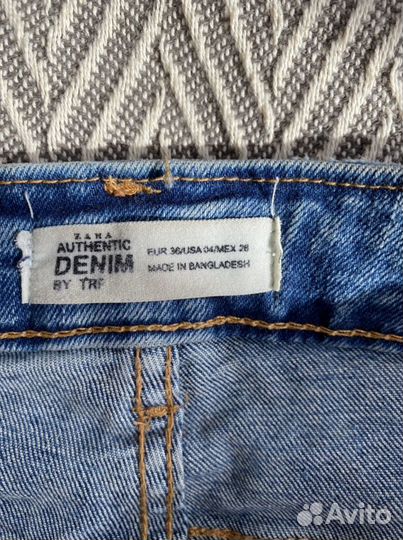 ZARA
AUTHENTIC
DENIM
BY TRF
EUR 36/USA 04/MEX 26
MADE IN BANGLADESH
Avito